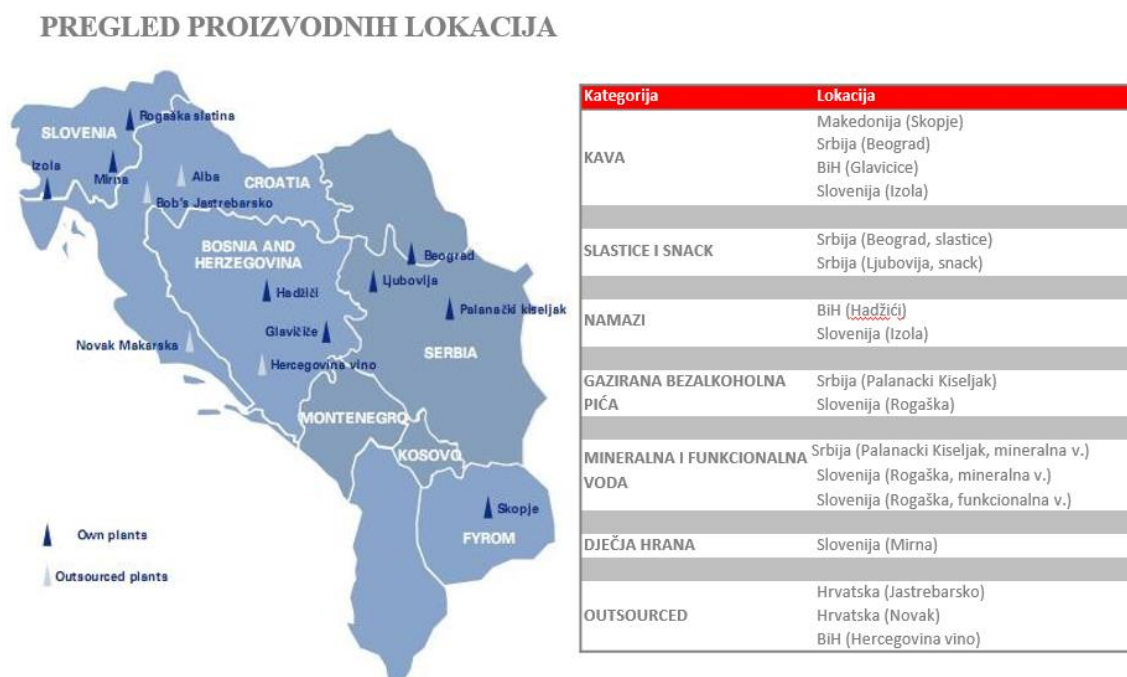 PREGLED PROIZVODNIH LOKACIJA
Rogaška slatina
SLOVENIA
Izola
Mirna
Alba
CROATIA
Bob's Jastrebarsko
BOSNIA AND
HERZEGOVINA
Beograd
Ljubovija
Hadžiči
Palanački kiseljak
Glavičiče
Novak Makarska
SERBIA
Hercegovina vino
MONTENEGRO
KOSOVO
Skopje
FYROM
Own plants
Outsourced plants
Kategorija Lokacija
KAVA
Makedonija (Skopje)
Srbija (Beograd)
BiH (Glavicice)
Slovenija (Izola)
SLASTICE I SNACK
Srbija (Beograd, slastice)
Srbija (Ljubovija, snack)
NAMAZI
BiH (Hadžići)
Slovenija (Izola)
GAZIRANA BEZALKOHOLNA
PIĆA
Srbija (Palanacki Kiseljak)
Slovenija (Rogaška)
MINERALNA I FUNKCIONALNA
VODA
Srbija (Palanacki Kiseljak, mineralna v.)
Slovenija (Rogaška, mineralna v.)
Slovenija (Rogaška, funkcionalna v.)
DJEČJA HRANA
Slovenija (Mirna)
OUTSOURCED
Hrvatska (Jastrebarsko)
Hrvatska (Novak)
BiH (Hercegovina vino)